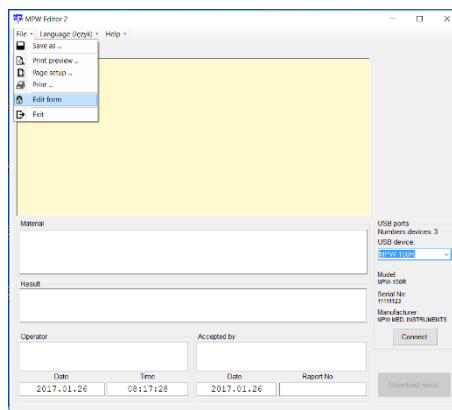 MPW Editor 2
File Language (Język) Help
Save as ...
Print preview ...
Page setup ...
Print ...
Edit form
Exit
Material
Result
Operator
Accepted by
Date Time Date Raport No
2017.01.26 08:17:28 2017.01.26
USB ports
Numbers devices: 3
USB device:
MPW-150R
Model:
MPW-150R
Serial No:
11111123
Manufacturer:
MPW MED. INSTRUMENTS
Connect
Download report